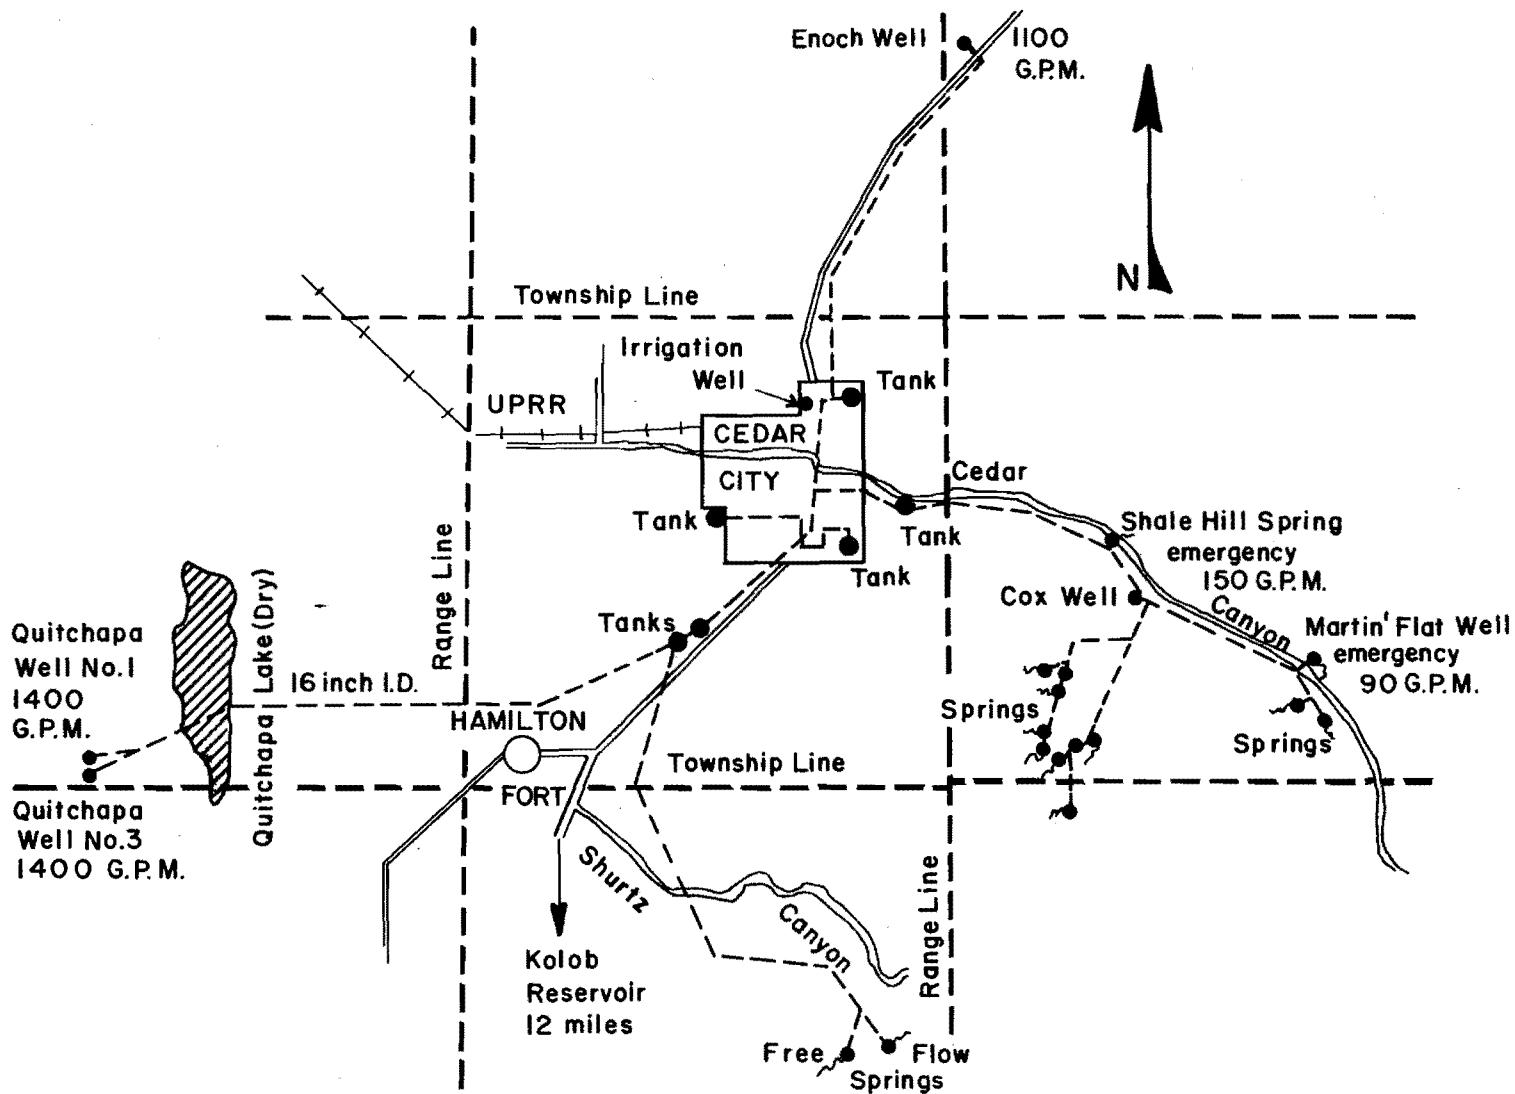 Enoch Well
1100
G.P.M.
N
Township Line
Irrigation
Well
Tank
UPRR
CEDAR
CITY
Cedar
Tank
Tank
Shale Hill Spring
emergency
150 G.P.M.
Tank
Cox Well
Canyon
Martin' Flat Well
emergency
90 G.P.M.
Range Line
Tanks
Quitchapa
Well No.1
1400
G.P.M.
Quitchapa Lake (Dry)
16 inch I.D.
Springs
Springs
HAMILTON
FORT
Township Line
Quitchapa
Well No.3
1400 G.P.M.
Shurtz
Canyon
Range Line
Kolob
Reservoir
12 miles
Free Flow
Springs